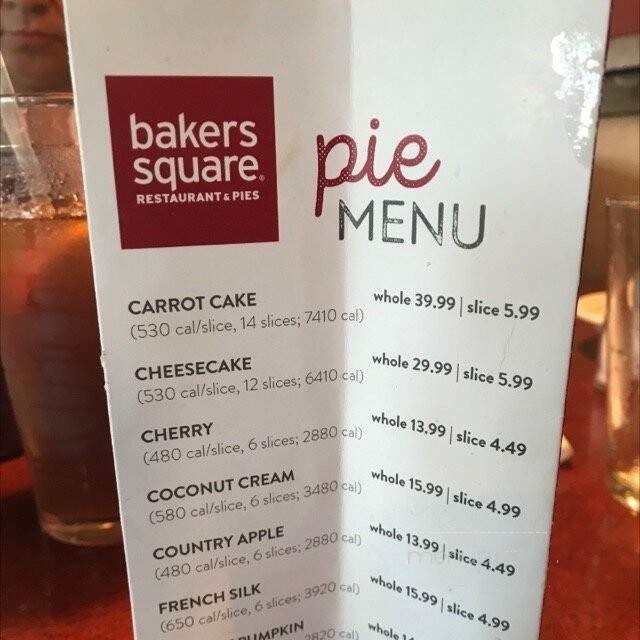 bakers
square®
RESTAURANT & PIES
pie
MENU
CARROT CAKE whole 39.99 | slice 5.99
(530 cal/slice, 14 slices; 7410 cal)
CHEESECAKE whole 29.99 | slice 5.99
(530 cal/slice, 12 slices; 6410 cal)
CHERRY whole 13.99 | slice 4.49
(480 cal/slice, 6 slices; 2880 cal)
COCONUT CREAM whole 15.99 | slice 4.99
(580 cal/slice, 6 slices; 3480 cal)
COUNTRY APPLE whole 13.99 | slice 4.49
(480 cal/slice, 6 slices; 2880 cal)
FRENCH SILK whole 15.99 | slice 4.99
(650 cal/slice, 6 slices; 3920 cal)
PUMPKIN whole
2820 cal)